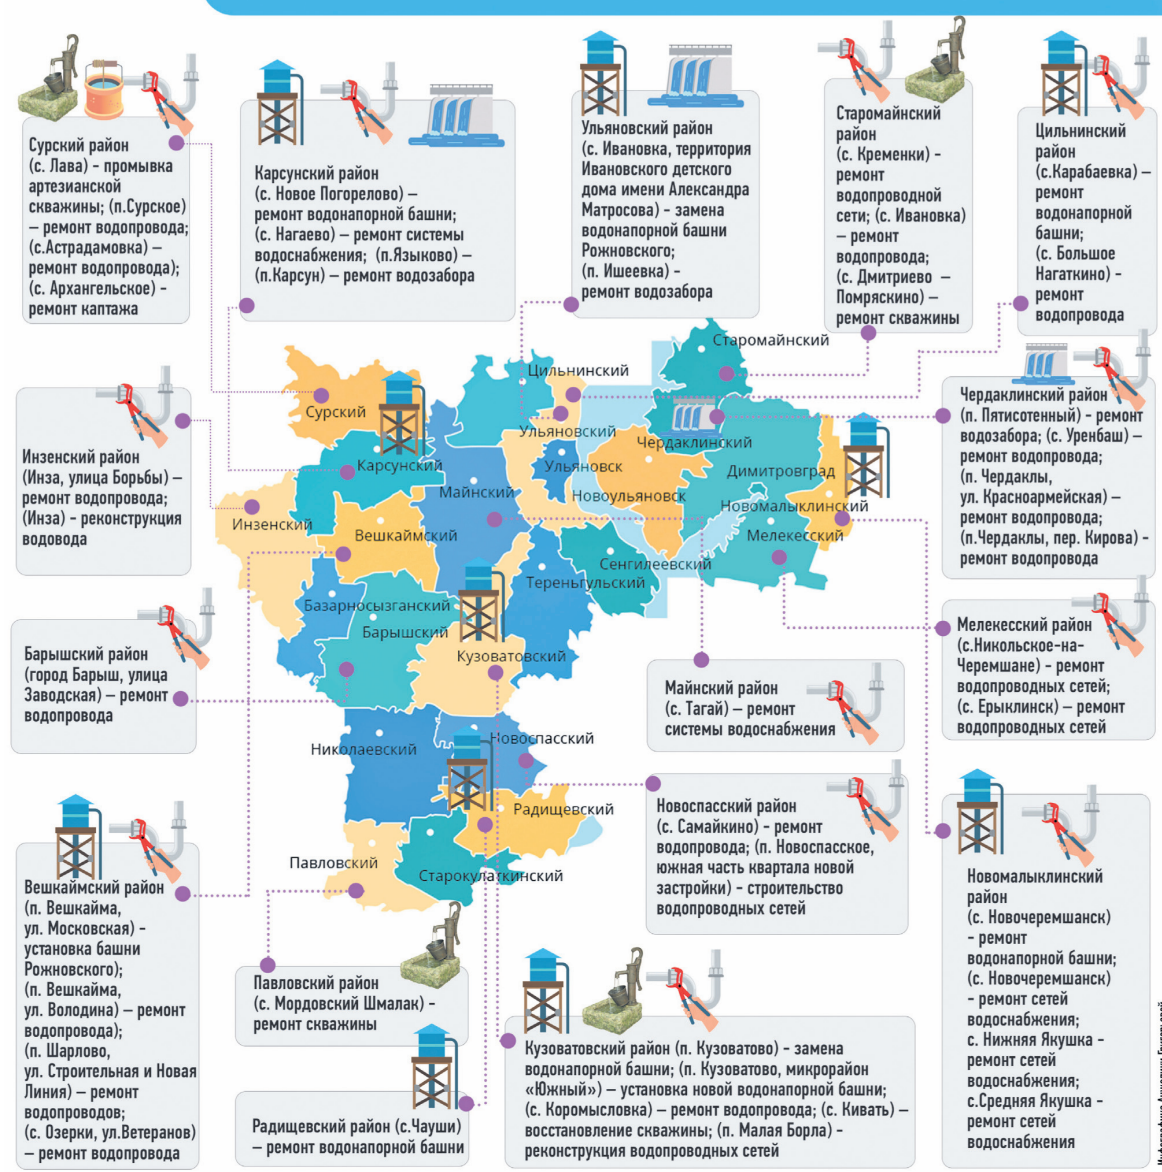 Сурский район
(с. Лава) - промывка
артезианской
скважины; (п.Сурское)
– ремонт водопровода;
(с.Астрадамовка) –
ремонт водопровода);
(с. Архангельское) -
ремонт каптажа
Карсунский район
(с. Новое Погорелово) –
ремонт водонапорной башни;
(с. Нагаево) – ремонт системы
водоснабжения; (п.Языково) –
(п.Карсун) – ремонт водозабора
Ульяновский район
(с. Ивановка, территория
Ивановского детского
дома имени Александра
Матросова) - замена
водонапорной башни
Рожновского;
(п. Ишеевка) -
ремонт водозабора
Старомайнский
район
(с. Кременки) -
ремонт
водопроводной
сети; (с. Ивановка)
– ремонт
водопровода;
(с. Дмитриево –
Помряскино) –
ремонт скважины
Цильнинский
район
(с.Карабаевка) –
ремонт
водонапорной
башни;
(с. Большое
Нагаткино) -
ремонт
водопровода
Инзенский район
(Инза, улица Борьбы) –
ремонт водопровода;
(Инза) - реконструкция
водовода
Чердаклинский район
(п. Пятисотенный) - ремонт
водозабора; (с. Уренбаш) –
ремонт водопровода;
(п. Чердаклы,
ул. Красноармейская) –
ремонт водопровода;
(п.Чердаклы, пер. Кирова) -
ремонт водопровода
Старомайнский
Цильнинский
Сурский
Ульяновский
Чердаклинский
Карсунский
Ульяновск
Димитровград
Майнский
Новоульяновск
Новомалыклинский
Инзенский
Вешкаймский
Мелекесский
Сенгилеевский
Тереньгульский
Базарносызганский
Барышский
Кузоватовский
Николаевский
Новоспасский
Радищевский
Павловский
Старокулаткинский
Барышский район
(город Барыш, улица
Заводская) – ремонт
водопровода
Мелекесский район
(с.Никольское-на-
Черемшане) - ремонт
водопроводных сетей;
(с. Ерыклинск) – ремонт
водопроводных сетей
Майнский район
(с. Тагай) – ремонт
системы водоснабжения
Новоспасский район
(с. Самайкино) - ремонт
водопровода; (п. Новоспасское,
южная часть квартала новой
застройки) - строительство
водопроводных сетей
Вешкаймский район
(п. Вешкайма,
ул. Московская) -
установка башни
Рожновского);
(п. Вешкайма,
ул. Володина) – ремонт
водопровода);
(п. Шарлово,
ул. Строительная и Новая
Линия) – ремонт
водопроводов;
(с. Озерки, ул.Ветеранов)
– ремонт водопровода
Новомалыклинский
район
(с. Новочеремшанск)
- ремонт
водонапорной башни;
(с. Новочеремшанск)
- ремонт сетей
водоснабжения;
с. Нижняя Якушка -
ремонт сетей
водоснабжения;
с.Средняя Якушка -
ремонт сетей
водоснабжения
Павловский район
(с. Мордовский Шмалак) -
ремонт скважины
Радищевский район (с.Чауши)
– ремонт водонапорной башни
Кузоватовский район (п. Кузоватово) - замена
водонапорной башни; (п. Кузоватово, микрорайон
«Южный») – установка новой водонапорной башни;
(с. Коромысловка) – ремонт водопровода; (с. Кивать) –
восстановление скважины; (п. Малая Борла) -
реконструкция водопроводных сетей